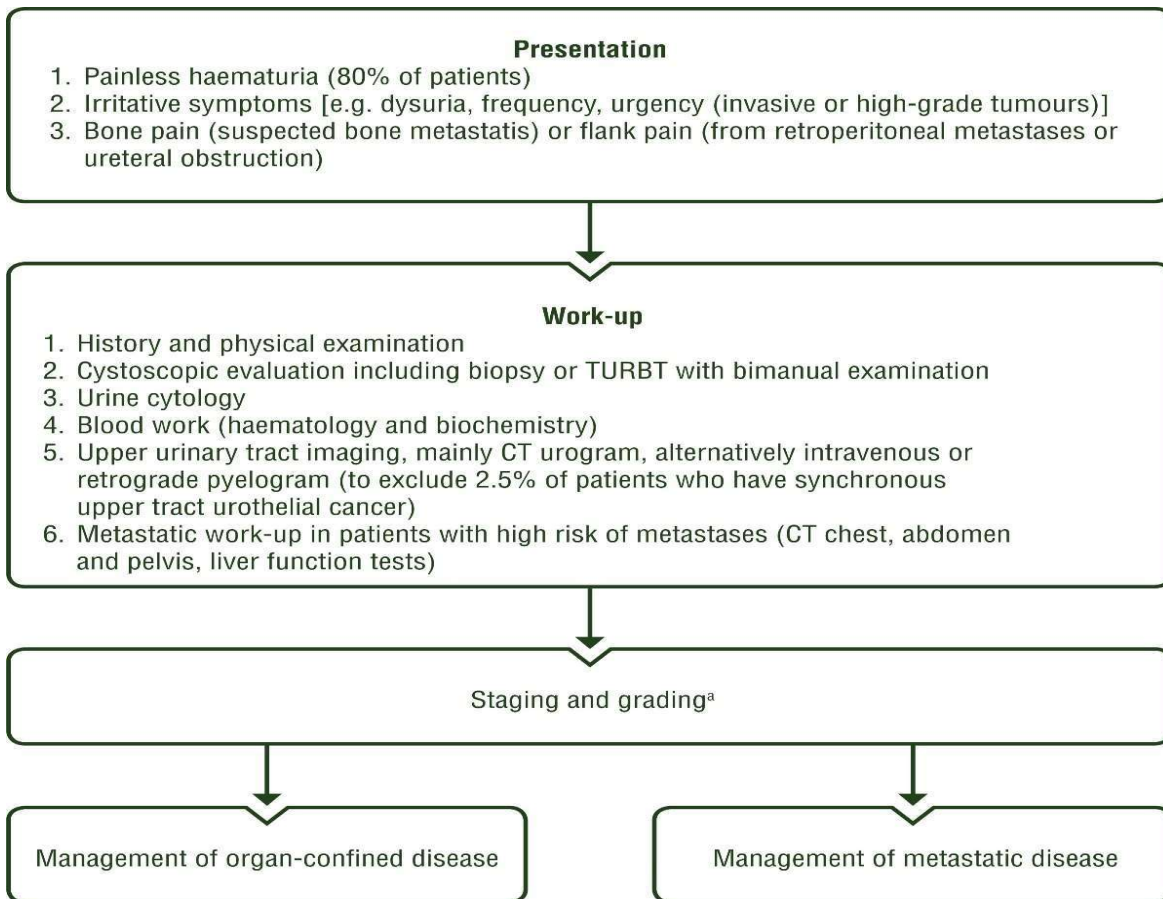 Presentation
1. Painless haematuria (80% of patients)
2. Irritative symptoms [e.g. dysuria, frequency, urgency (invasive or high-grade tumours)]
3. Bone pain (suspected bone metastatis) or flank pain (from retroperitoneal metastases or
ureteral obstruction)
Work-up
1. History and physical examination
2. Cystoscopic evaluation including biopsy or TURBT with bimanual examination
3. Urine cytology
4. Blood work (haematology and biochemistry)
5. Upper urinary tract imaging, mainly CT urogram, alternatively intravenous or
retrograde pyelogram (to exclude 2.5% of patients who have synchronous
upper tract urothelial cancer)
6. Metastatic work-up in patients with high risk of metastases (CT chest, abdomen
and pelvis, liver function tests)
Staging and gradingᵃ
Management of organ-confined disease
Management of metastatic disease